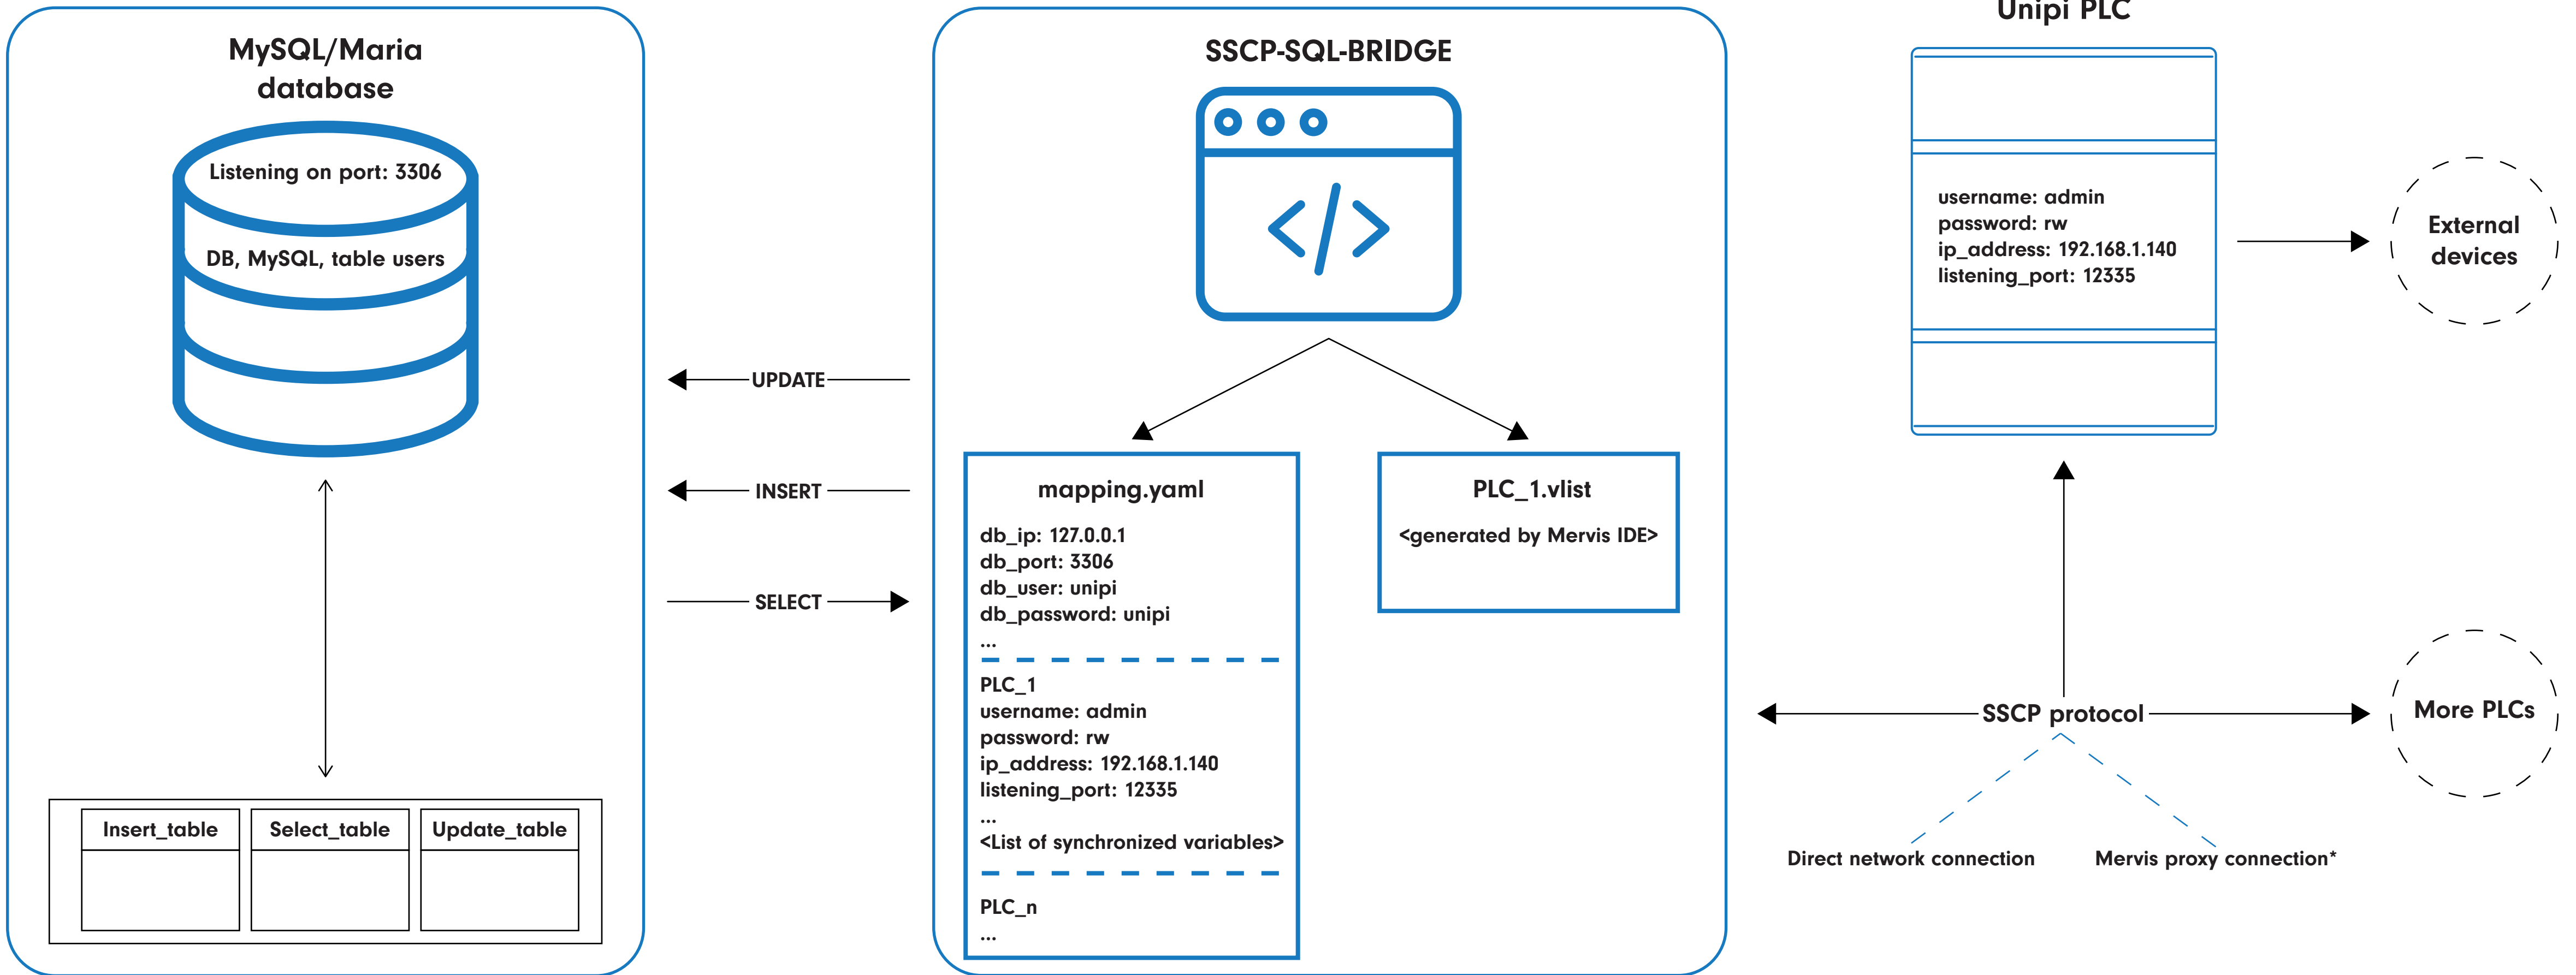 MySQL/Maria
database
Listening on port: 3306
DB, MySQL, table users
Insert_table
Select_table
Update_table
UPDATE
INSERT
SELECT
SSCP-SQL-BRIDGE
mapping.yaml
db_ip: 127.0.0.1
db_port: 3306
db_user: unipi
db_password: unipi
...
PLC_1
username: admin
password: rw
ip_address: 192.168.1.140
listening_port: 12335
...
<List of synchronized variables>
PLC_n
...
PLC_1.vlist
<generated by Mervis IDE>
Unipi PLC
username: admin
password: rw
ip_address: 192.168.1.140
listening_port: 12335
External
devices
SSCP protocol
More PLCs
Direct network connection
Mervis proxy connection*